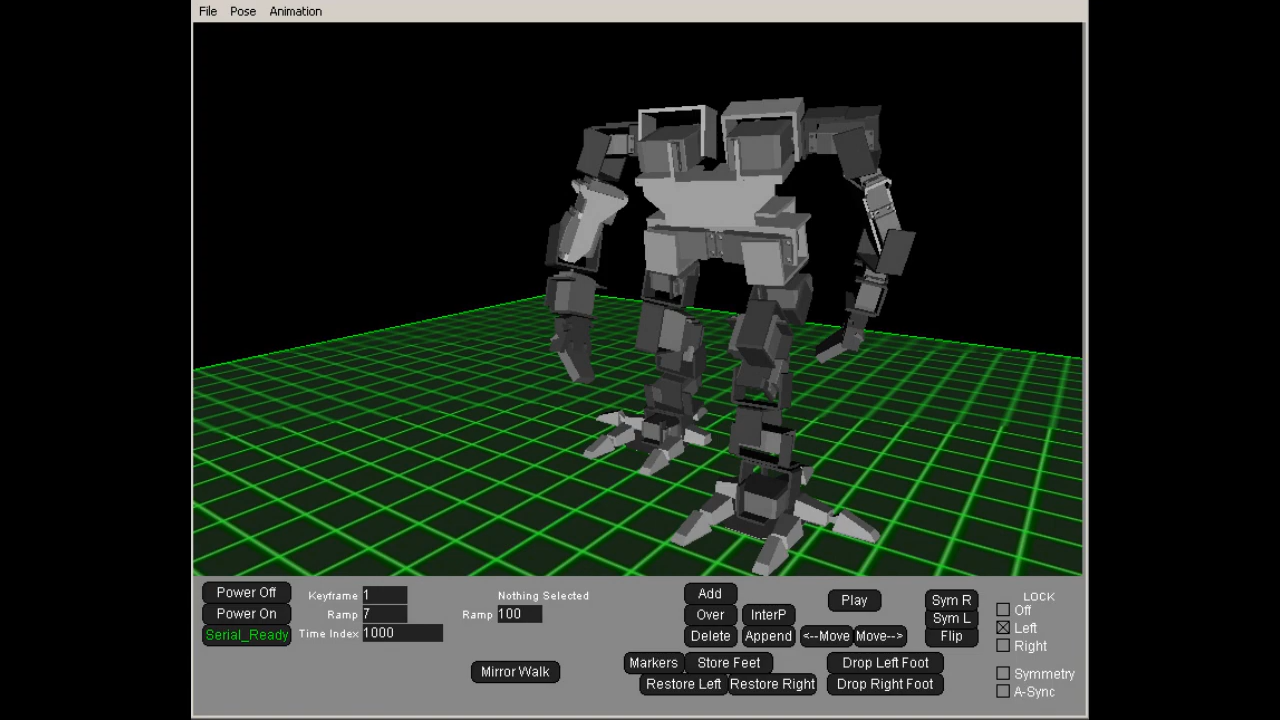 File Pose Animation
Power Off
Power On
Serial_Ready
Keyframe 1
Ramp 7
Time Index 1000
Nothing Selected
Ramp 100
Mirror Walk
Add
Over InterP
Delete Append
Play
<--Move Move-->
Markers Store Feet
Restore Left Restore Right
Drop Left Foot
Drop Right Foot
Sym R
Sym L
Flip
LOCK
Off
Left
Right
Symmetry
A-Sync